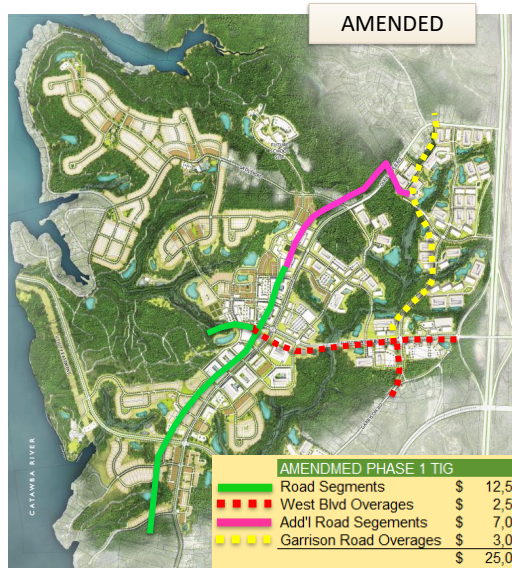 AMENDED
CATAWBA RIVER
AMENDMED PHASE 1 TIG
Road Segments $ 12,5
West Blvd Overages $ 2,5
Add'l Road Segements $ 7,0
Garrison Road Overages $ 3,0
$ 25,0